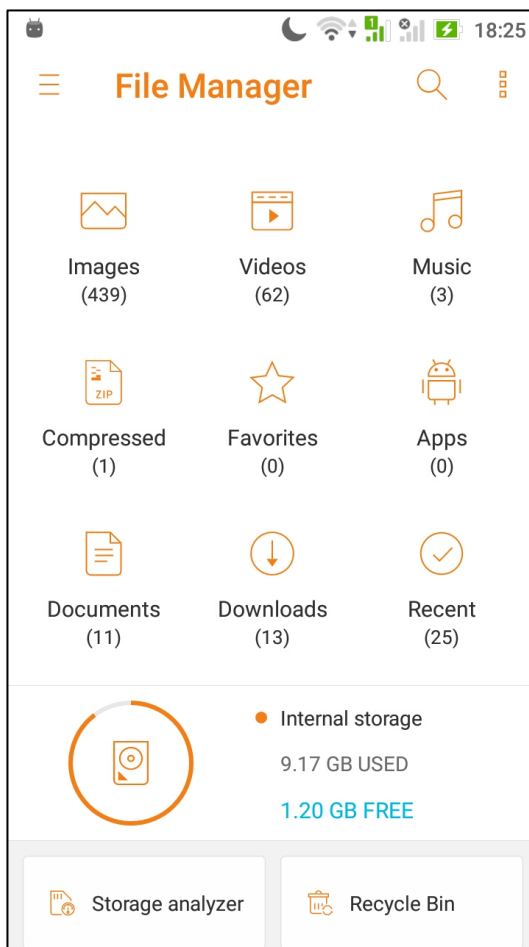 1 18:25
File Manager
Images Videos Music
(439) (62) (3)
ZIP
Compressed Favorites Apps
(1) (0) (0)
Documents Downloads Recent
(11) (13) (25)
Internal storage
9.17 GB USED
1.20 GB FREE
Storage analyzer Recycle Bin